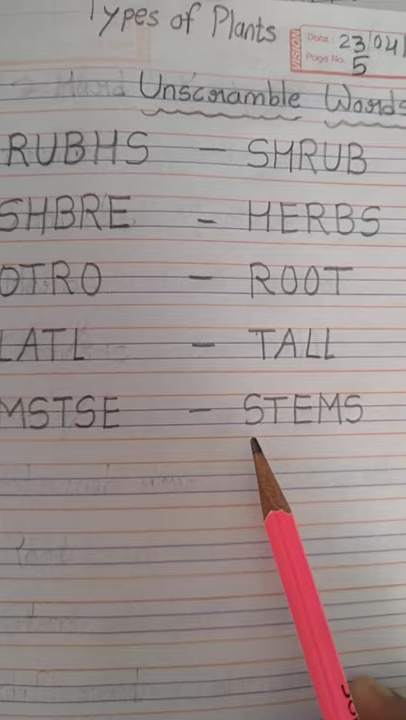 Types of Plants
VISION
Date: 23/04/
Page No. 5
Unscramble Words
RUBHS - SHRUB
SHBRE - HERBS
OTRO - ROOT
LATL - TALL
MSTSE - STEMS